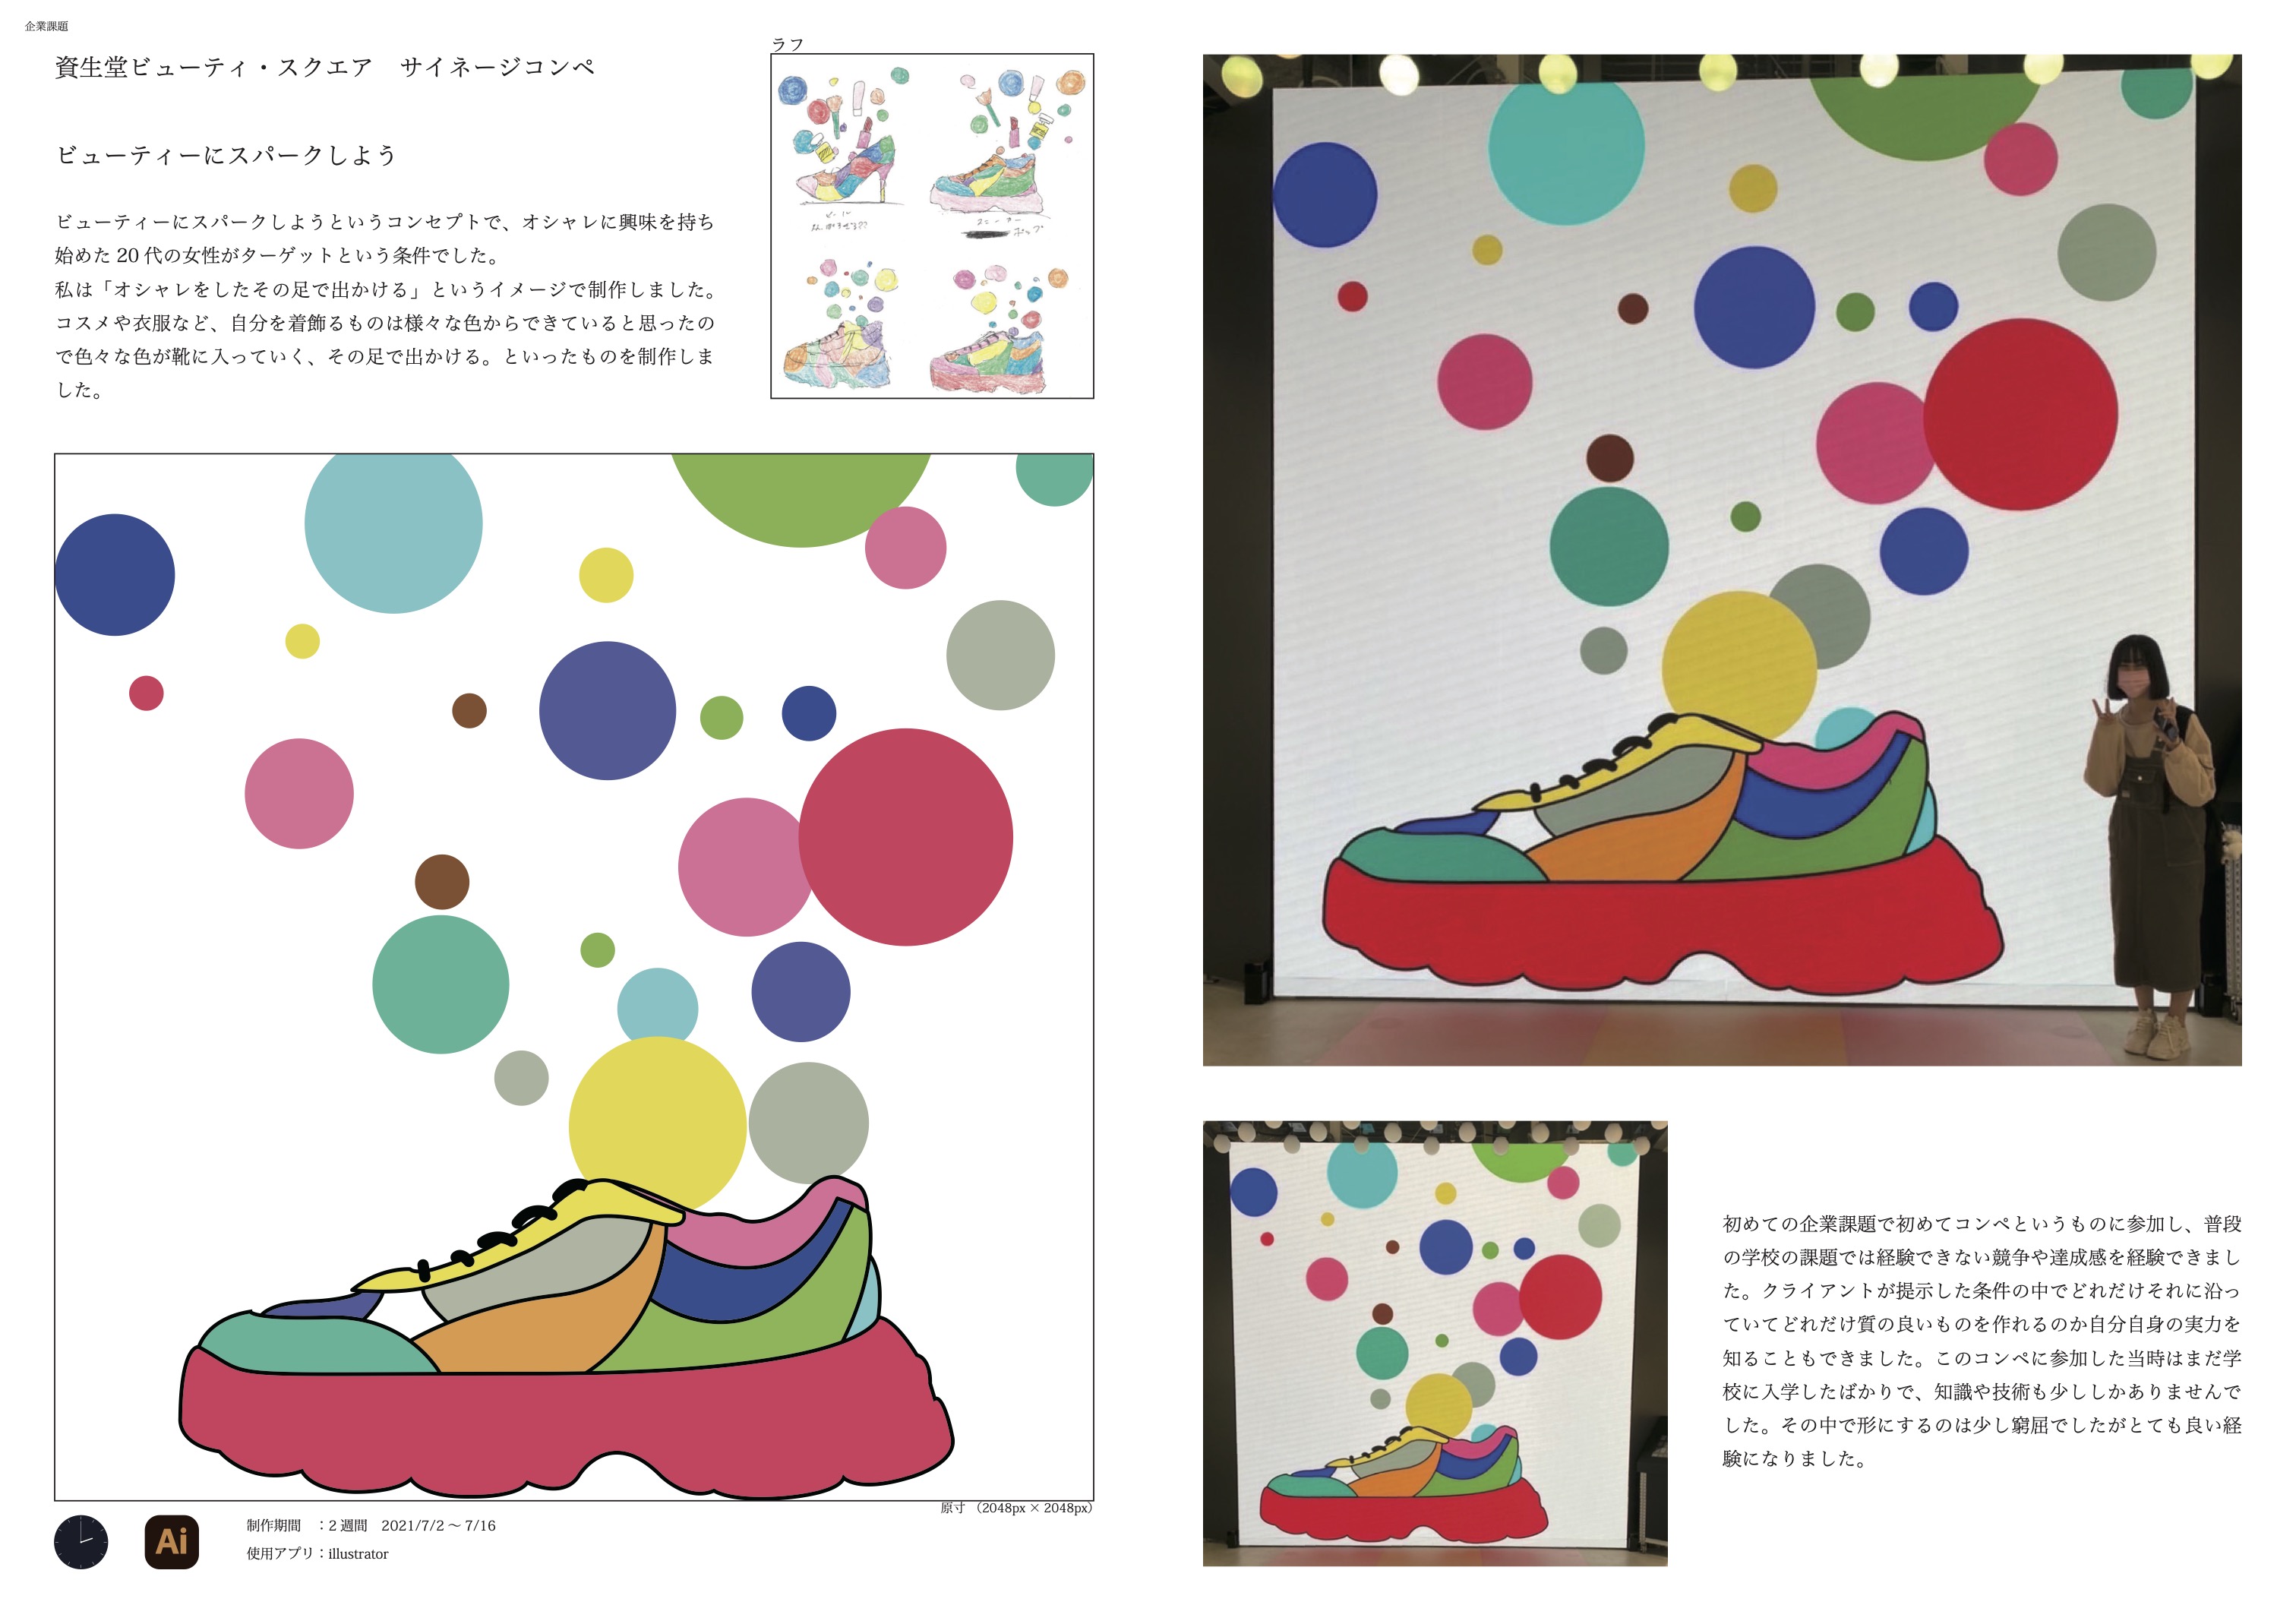 企業課題
資生堂ビューティ・スクエア　サイネージコンペ
ビューティーにスパークしよう
ビューティーにスパークしようというコンセプトで、オシャレに興味を持ち
始めた 20 代の女性がターゲットという条件でした。
私は「オシャレをしたその足で出かける」というイメージで制作しました。
コスメや衣服など、自分を着飾るものは様々な色からできていると思ったの
で色々な色が靴に入っていく、その足で出かける。といったものを制作しま
した。
ラフ
ヒール
スニーカー
ポップ
原寸 （2048px × 2048px）
Ai
制作期間　：2 週間　2021/7/2 〜 7/16
使用アプリ：illustrator
初めての企業課題で初めてコンペというものに参加し、普段
の学校の課題では経験できない競争や達成感を経験できまし
た。クライアントが提示した条件の中でどれだけそれに沿っ
ていてどれだけ質の良いものを作れるのか自分自身の実力を
知ることもできました。このコンペに参加した当時はまだ学
校に入学したばかりで、知識や技術も少ししかありませんで
した。その中で形にするのは少し窮屈でしたがとても良い経
験になりました。